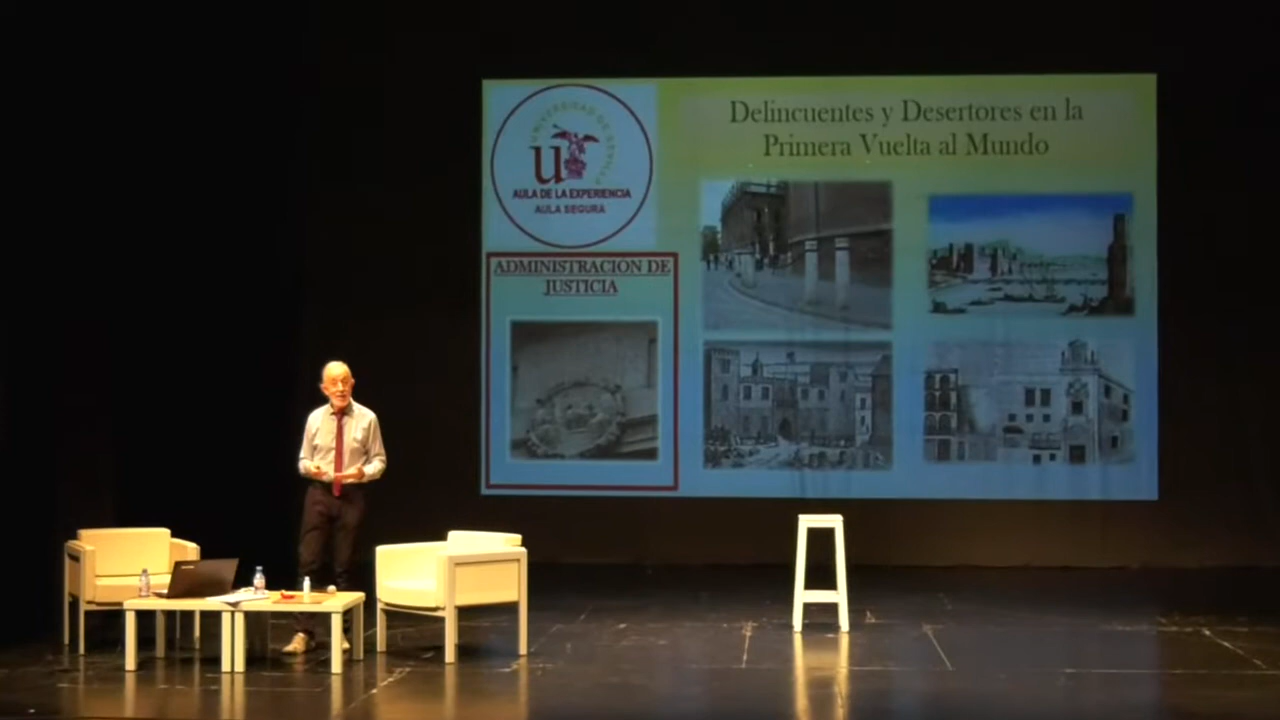 UNIVERSIDAD DE SEVILLA
u
AULA DE LA EXPERIENCIA
AULA SEGURA
Delincuentes y Desertores en la
Primera Vuelta al Mundo
ADMINISTRACIÓN DE
JUSTICIA